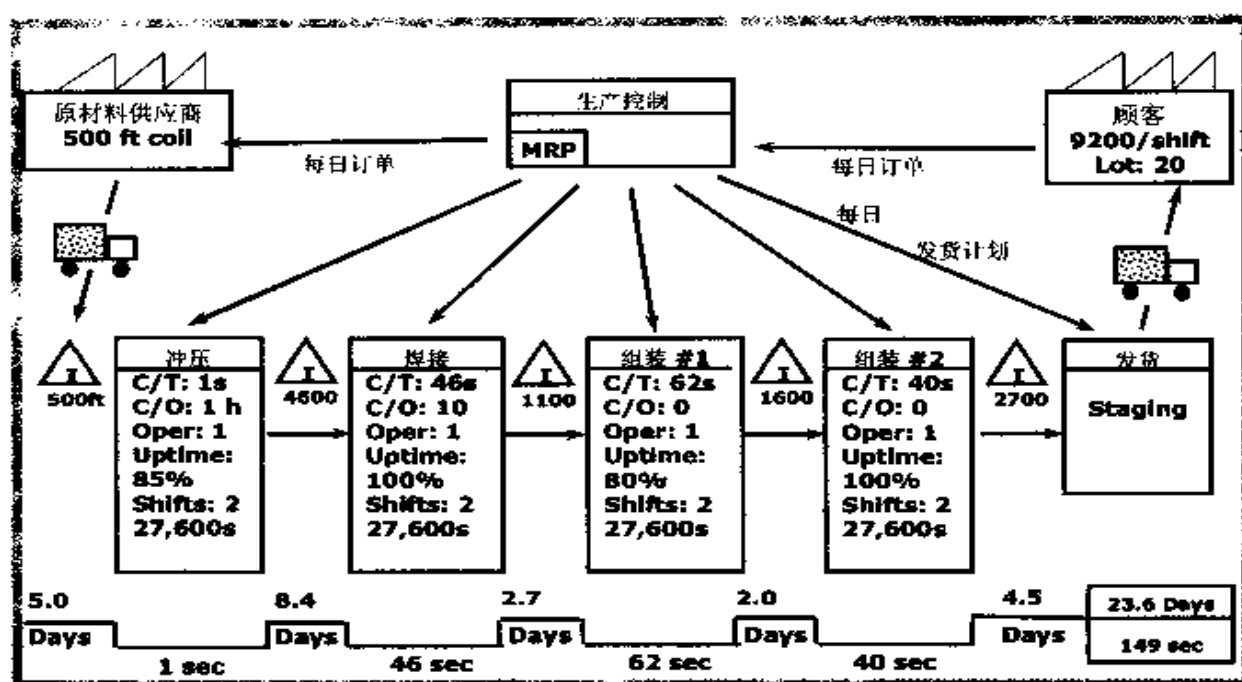 原材料供应商
500 ft coil
生产控制
MRP
顾客
9200/shift
Lot: 20
每日订单
每日订单
每日
发货计划
I
500ft
冲压
C/T: 1s
C/O: 1 h
Oper: 1
Uptime:
85%
Shifts: 2
27,600s
I
4600
焊接
C/T: 46s
C/O: 10
Oper: 1
Uptime:
100%
Shifts: 2
27,600s
I
1100
组装 #1
C/T: 62s
C/O: 0
Oper: 1
Uptime:
80%
Shifts: 2
27,600s
I
1600
组装 #2
C/T: 40s
C/O: 0
Oper: 1
Uptime:
100%
Shifts: 2
27,600s
I
2700
发货
Staging
5.0
Days
1 sec
8.4
Days
46 sec
2.7
Days
62 sec
2.0
Days
40 sec
4.5
Days
23.6 Days
149 sec